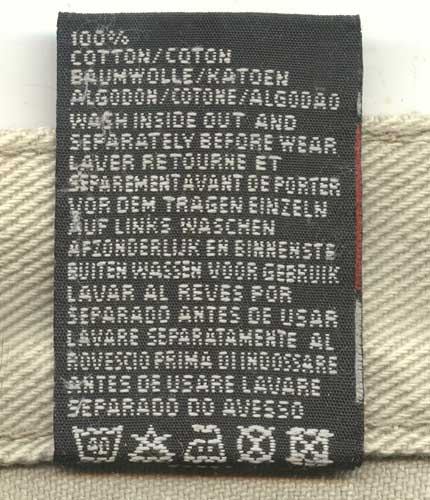 100%
COTTON/COTON
BAUMWOLLE/KATOEN
ALGODON/COTONE/ALGODAO
WACH INSIDE OUT AND
SEPARATELY BEFORE WEAR
LAVER RETOURNE ET
SEPAREMENT AVANT DE PORTER
VOR DEM TRAGEN EINZELN
AUF LINKS WASCHEN
AFZONDERLIJK EN BINNENSTE
BUITEN WASSEN VOOR GEBRUIK
LAVAR AL REVES POR
SEPARADO ANTES DE USAR
LAVARE SEPARATAMENTE AL
ROVESCIO PRIMA DI INDOSSARE
ANTES DE USARE LAVARE
SEPARADO DO AVESSO
40